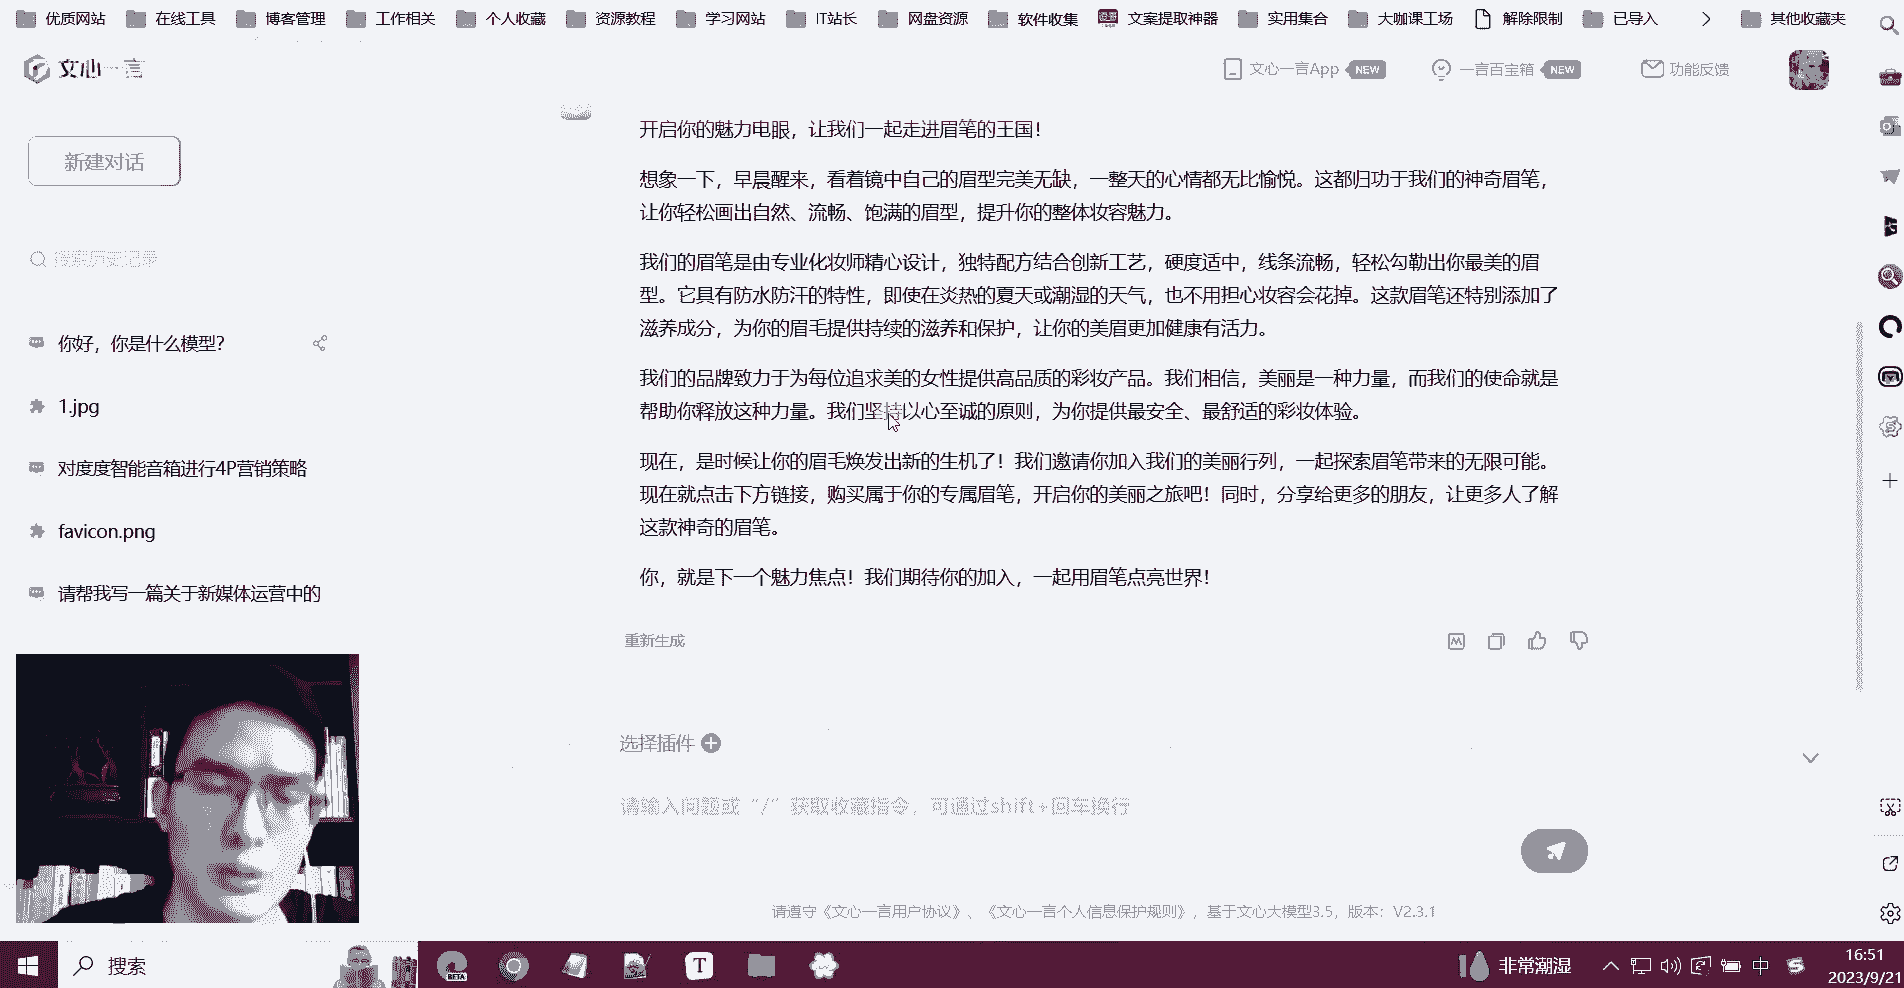 优质网站 在线工具 博客管理 工作相关 个人收藏 资源教程 学习网站 IT站长 网盘资源 软件收集 文案提取神器 实用集合 大咖课工场 解除限制 已导入 其他收藏夹
文心一言 文心一言App NEW 一言百宝箱 NEW 功能反馈
新建对话
搜索历史记录
你好，你是什么模型？
1.jpg
对度度智能音箱进行4P营销策略
favicon.png
请帮我写一篇关于新媒体运营中的
开启你的魅力电眼，让我们一起走进眉笔的王国！
想象一下，早晨醒来，看着镜中自己的眉型完美无缺，一整天的心情都无比愉悦。这都归功于我们的神奇眉笔，
让你轻松画出自然、流畅、饱满的眉型，提升你的整体妆容魅力。
我们的眉笔是由专业化妆师精心设计，独特配方结合创新工艺，硬度适中，线条流畅，轻松勾勒出你最美的眉
型。它具有防水防汗的特性，即使在炎热的夏天或潮湿的天气，也不用担心妆容会花掉。这款眉笔还特别添加了
滋养成分，为你的眉毛提供持续的滋养和保护，让你的美眉更加健康有活力。
我们的品牌致力于为每位追求美的女性提供高品质的彩妆产品。我们相信，美丽是一种力量，而我们的使命就是
帮助你释放这种力量。我们坚持以心至诚的原则，为你提供最安全、最舒适的彩妆体验。
现在，是时候让你的眉毛焕发出新的生机了！我们邀请你加入我们的美丽行列，一起探索眉笔带来的无限可能。
现在就点击下方链接，购买属于你的专属眉笔，开启你的美丽之旅吧！同时，分享给更多的朋友，让更多人了解
这款神奇的眉笔。
你，就是下一个魅力焦点！我们期待你的加入，一起用眉笔点亮世界！
重新生成
选择插件
请输入问题或“/”获取收藏指令，可通过shift+回车换行
请遵守《文心一言用户协议》、《文心一言个人信息保护规则》，基于文心大模型3.5，版本：V2.3.1
搜索 BETA T 非常潮湿 中 16:51
2023/9/21